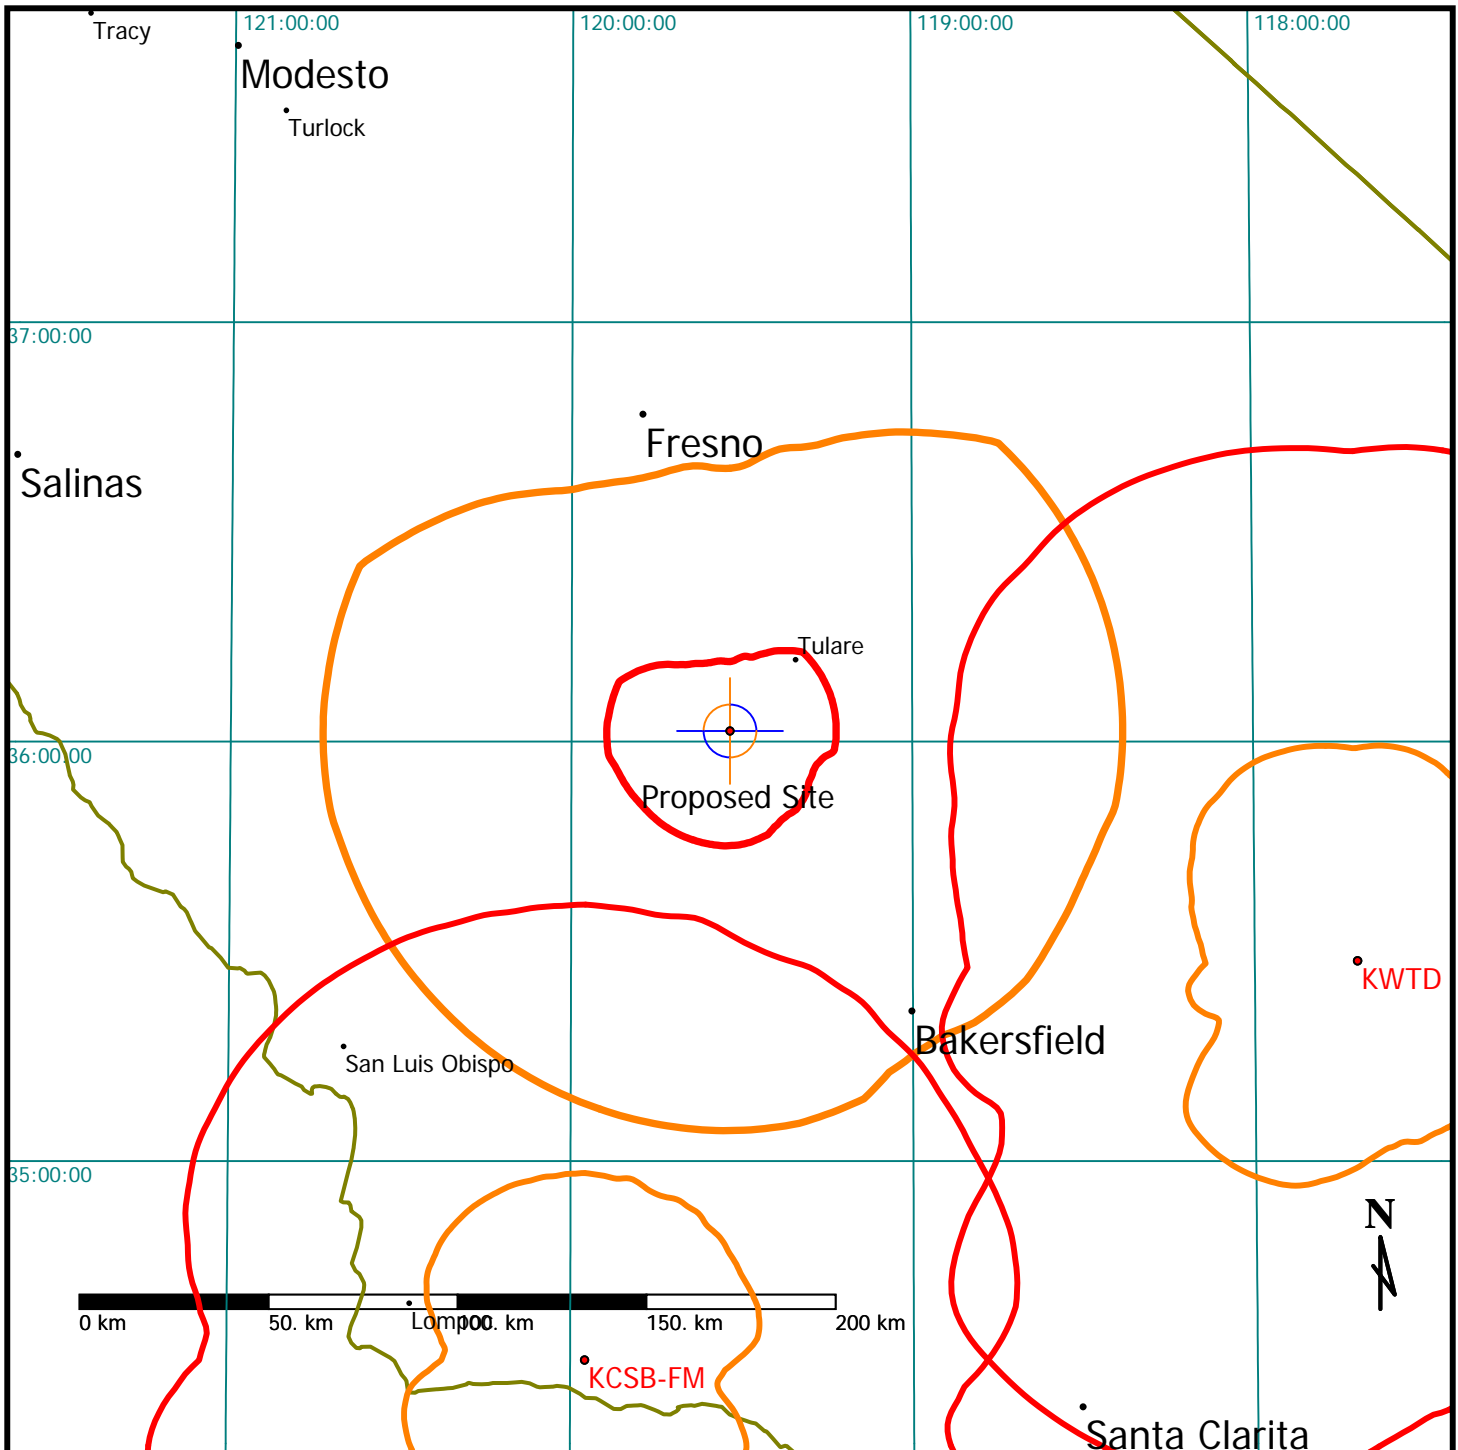 121:00:00
120:00:00
119:00:00
118:00:00
Tracy
Modesto
Turlock
37:00:00
Fresno
Salinas
Tulare
36:00:00
Proposed Site
KWTD
Bakersfield
San Luis Obispo
35:00:00
N
0 km
50. km
Lompoc
100. km
150. km
200 km
KCSB-FM
Santa Clarita